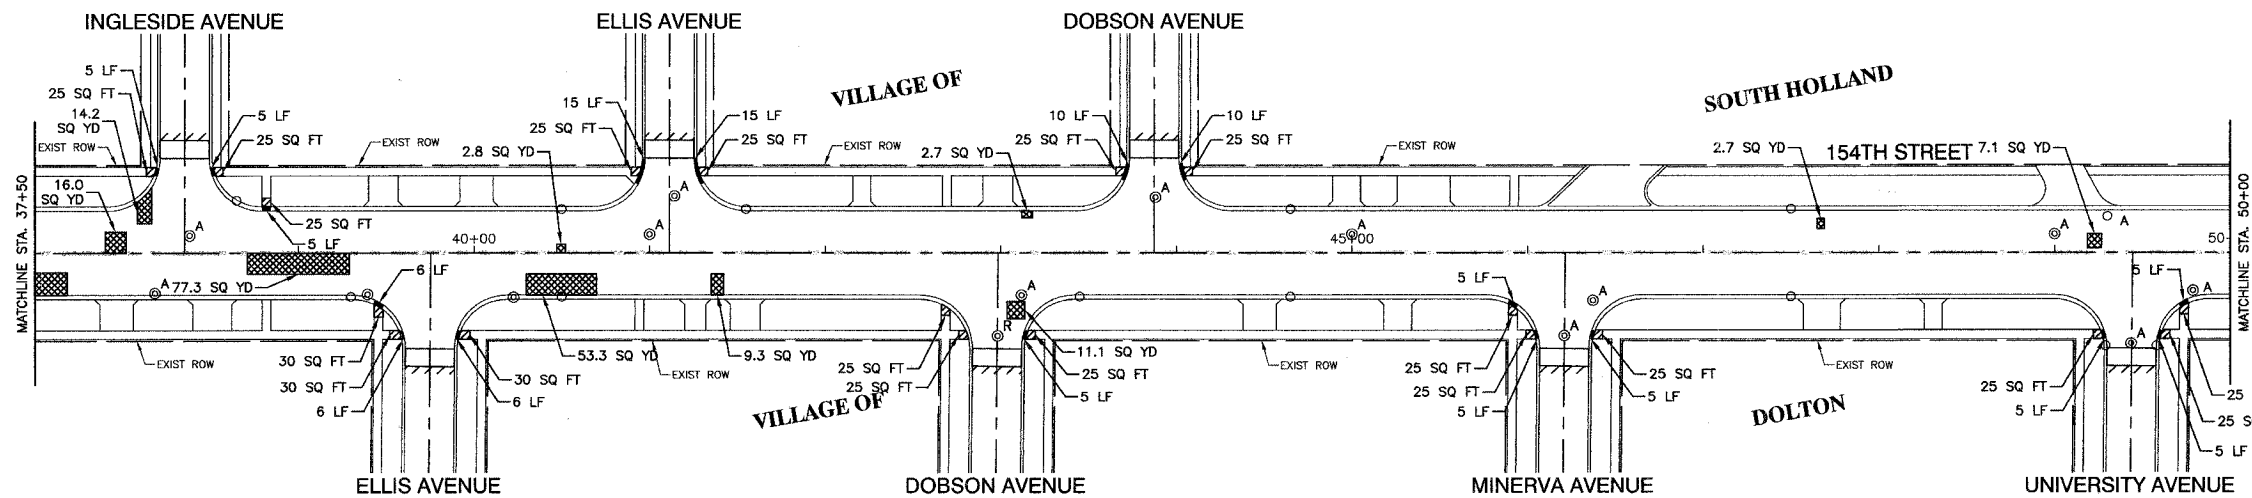 INGLESIDE AVENUE
ELLIS AVENUE
DOBSON AVENUE
5 LF
25 SQ FT
14.2
SQ YD
EXIST ROW
16.0
SQ YD
5 LF
25 SQ FT
EXIST ROW
25 SQ FT
5 LF
2.8 SQ YD
15 LF
25 SQ FT
15 LF
25 SQ FT
VILLAGE OF
EXIST ROW
2.7 SQ YD
10 LF
25 SQ FT
10 LF
25 SQ FT
EXIST ROW
SOUTH HOLLAND
2.7 SQ YD
154TH STREET
7.1 SQ YD
A
A
A
A
A
A
A
MATCHLINE STA. 37+50
40+00
45+00
50
MATCHLINE STA. 50+00
A
77.3 SQ YD
6 LF
EXIST ROW
30 SQ FT
30 SQ FT
6 LF
30 SQ FT
6 LF
53.3 SQ YD
EXIST ROW
9.3 SQ YD
VILLAGE OF
A
R
25 SQ FT
25 SQ FT
11.1 SQ YD
25 SQ FT
5 LF
EXIST ROW
5 LF
25 SQ FT
25 SQ FT
5 LF
A
A
25 SQ FT
5 LF
DOLTON
EXIST ROW
5 LF
A
A
25 SQ FT
5 LF
25
25 S
5 LF
ELLIS AVENUE
DOBSON AVENUE
MINERVA AVENUE
UNIVERSITY AVENUE